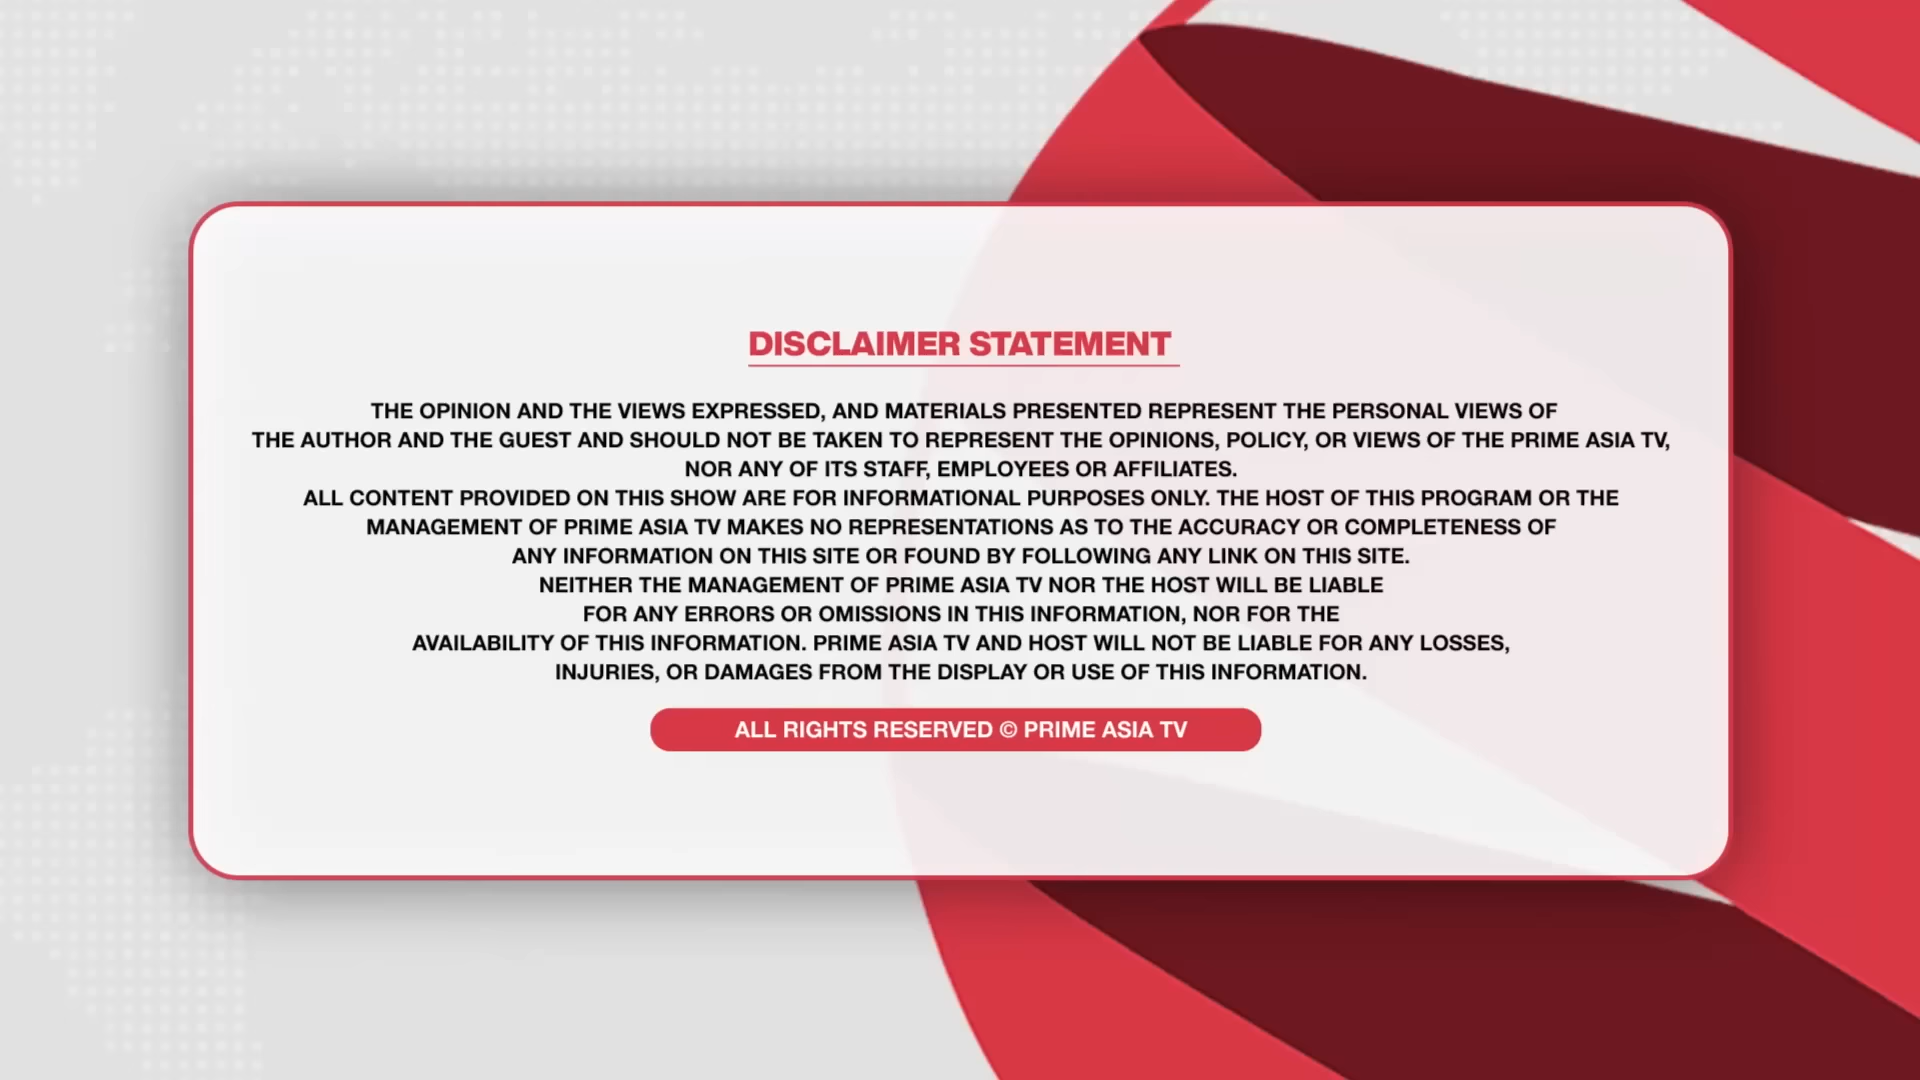 DISCLAIMER STATEMENT
THE OPINION AND THE VIEWS EXPRESSED, AND MATERIALS PRESENTED REPRESENT THE PERSONAL VIEWS OF
THE AUTHOR AND THE GUEST AND SHOULD NOT BE TAKEN TO REPRESENT THE OPINIONS, POLICY, OR VIEWS OF THE PRIME ASIA TV,
NOR ANY OF ITS STAFF, EMPLOYEES OR AFFILIATES.
ALL CONTENT PROVIDED ON THIS SHOW ARE FOR INFORMATIONAL PURPOSES ONLY. THE HOST OF THIS PROGRAM OR THE
MANAGEMENT OF PRIME ASIA TV MAKES NO REPRESENTATIONS AS TO THE ACCURACY OR COMPLETENESS OF
ANY INFORMATION ON THIS SITE OR FOUND BY FOLLOWING ANY LINK ON THIS SITE.
NEITHER THE MANAGEMENT OF PRIME ASIA TV NOR THE HOST WILL BE LIABLE
FOR ANY ERRORS OR OMISSIONS IN THIS INFORMATION, NOR FOR THE
AVAILABILITY OF THIS INFORMATION. PRIME ASIA TV AND HOST WILL NOT BE LIABLE FOR ANY LOSSES,
INJURIES, OR DAMAGES FROM THE DISPLAY OR USE OF THIS INFORMATION.
ALL RIGHTS RESERVED © PRIME ASIA TV